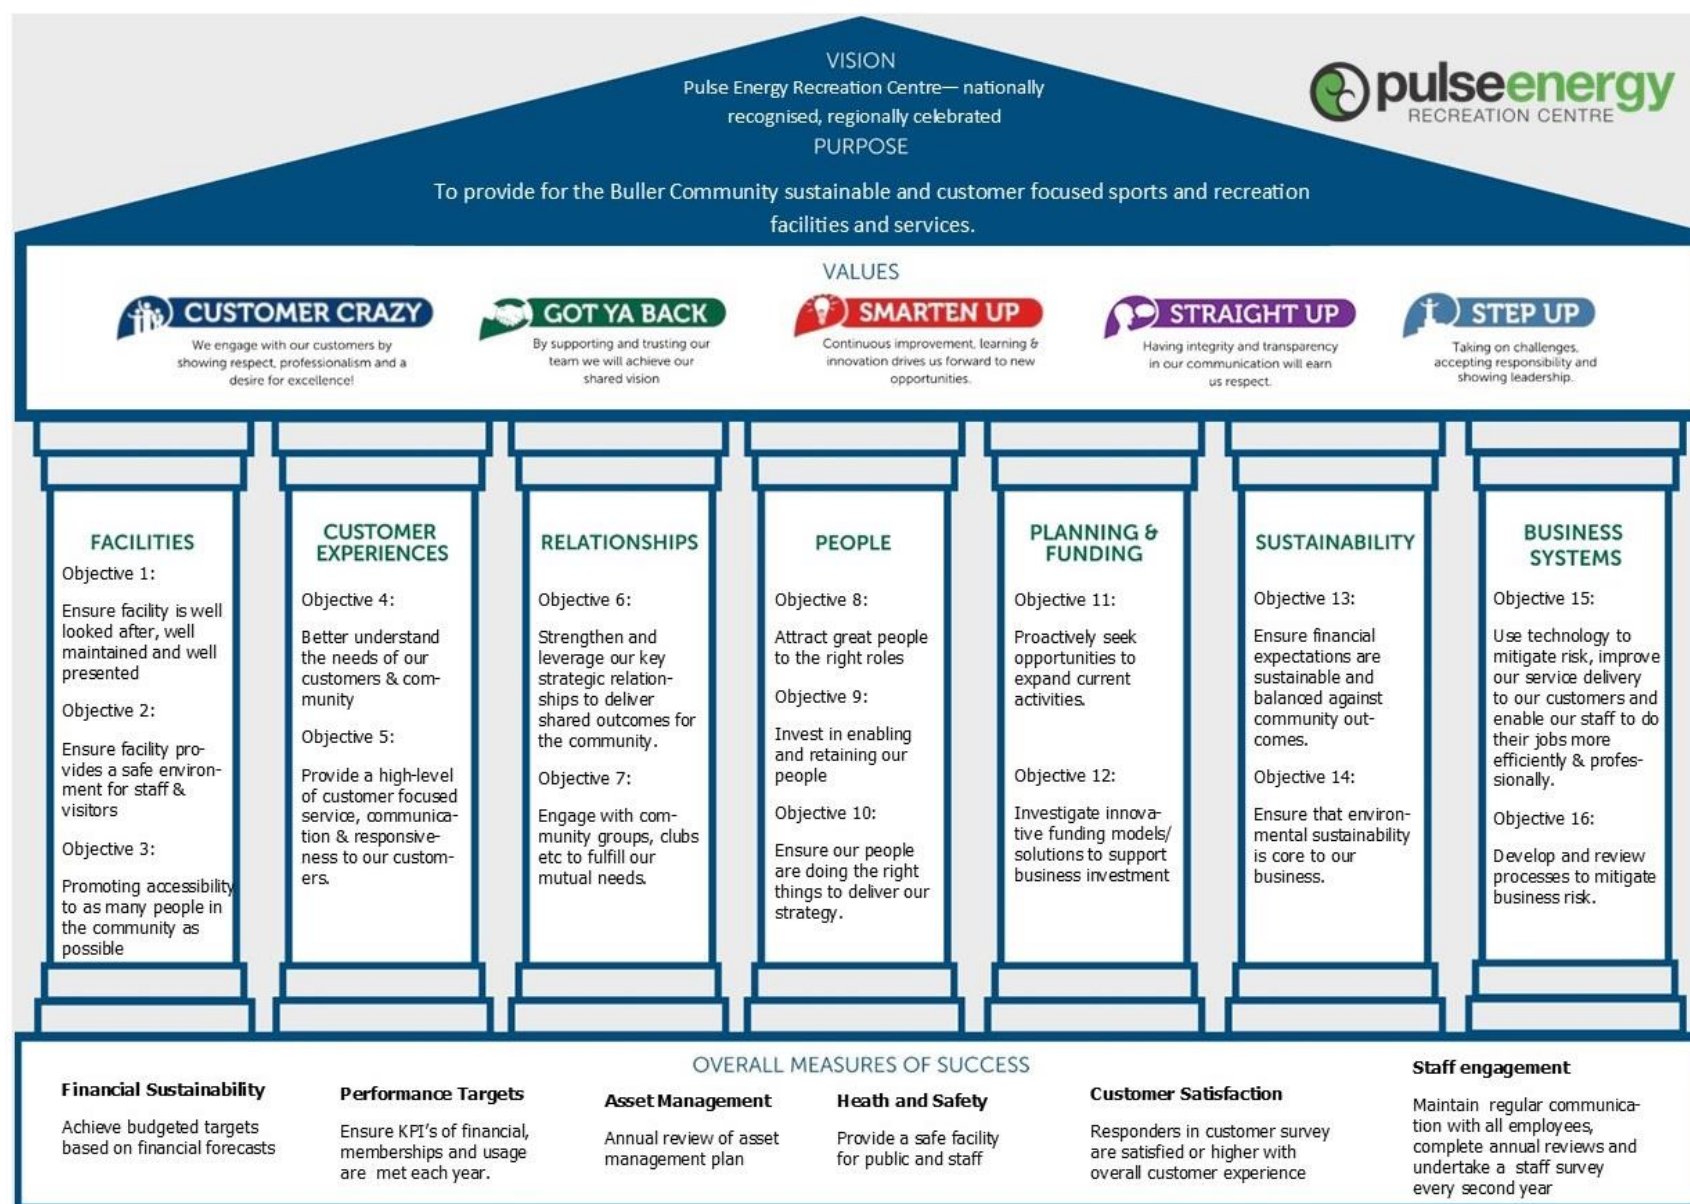 VISION
Pulse Energy Recreation Centre— nationally
recognised, regionally celebrated
PURPOSE
To provide for the Buller Community sustainable and customer focused sports and recreation
facilities and services.
pulseenergy
RECREATION CENTRE
VALUES
CUSTOMER CRAZY
We engage with our customers by
showing respect, professionalism and a
desire for excellence!
GOT YA BACK
By supporting and trusting our
team we will achieve our
shared vision
SMARTEN UP
Continuous improvement, learning &
innovation drives us forward to new
opportunities.
STRAIGHT UP
Having integrity and transparency
in our communication will earn
us respect.
STEP UP
Taking on challenges,
accepting responsibility and
showing leadership.
FACILITIES
Objective 1:
Ensure facility is well
looked after, well
maintained and well
presented
Objective 2:
Ensure facility pro-
vides a safe environ-
ment for staff &
visitors
Objective 3:
Promoting accessibility
to as many people in
the community as
possible
CUSTOMER
EXPERIENCES
Objective 4:
Better understand
the needs of our
customers & com-
munity
Objective 5:
Provide a high-level
of customer focused
service, communica-
tion & responsive-
ness to our custom-
ers.
RELATIONSHIPS
Objective 6:
Strengthen and
leverage our key
strategic relation-
ships to deliver
shared outcomes for
the community.
Objective 7:
Engage with com-
munity groups, clubs
etc to fulfill our
mutual needs.
PEOPLE
Objective 8:
Attract great people
to the right roles
Objective 9:
Invest in enabling
and retaining our
people
Objective 10:
Ensure our people
are doing the right
things to deliver our
strategy.
PLANNING &
FUNDING
Objective 11:
Proactively seek
opportunities to
expand current
activities.
Objective 12:
Investigate innova-
tive funding models/
solutions to support
business investment
SUSTAINABILITY
Objective 13:
Ensure financial
expectations are
sustainable and
balanced against
community out-
comes.
Objective 14:
Ensure that environ-
mental sustainability
is core to our
business.
BUSINESS
SYSTEMS
Objective 15:
Use technology to
mitigate risk, improve
our service delivery
to our customers and
enable our staff to do
their jobs more
efficiently & profes-
sionally.
Objective 16:
Develop and review
processes to mitigate
business risk.
OVERALL MEASURES OF SUCCESS
Financial Sustainability
Achieve budgeted targets
based on financial forecasts
Performance Targets
Ensure KPI's of financial,
memberships and usage
are met each year.
Asset Management
Annual review of asset
management plan
Heath and Safety
Provide a safe facility
for public and staff
Customer Satisfaction
Responders in customer survey
are satisfied or higher with
overall customer experience
Staff engagement
Maintain regular communica-
tion with all employees,
complete annual reviews and
undertake a staff survey
every second year